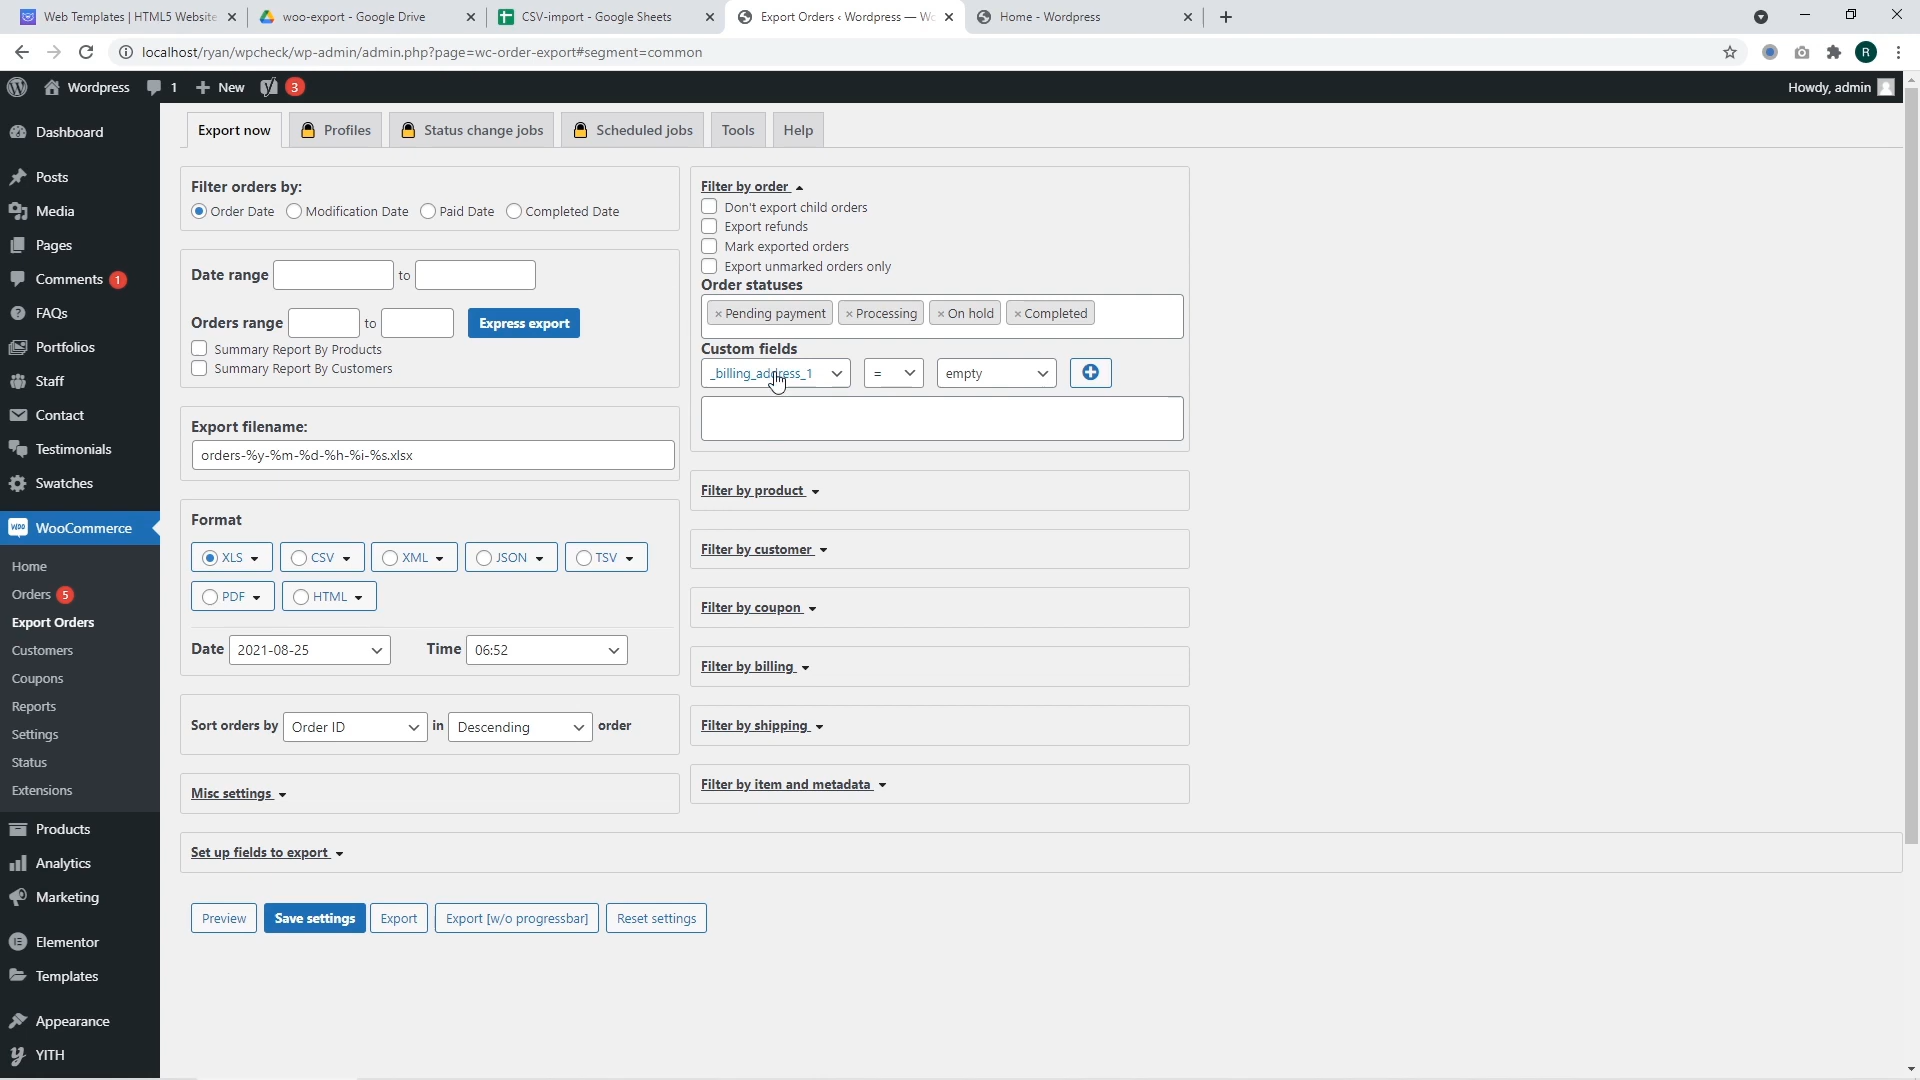 Web Templates | HTML5 Website
woo-export - Google Drive
CSV-import - Google Sheets
Export Orders ‹ Wordpress — Wo
Home - Wordpress
localhost/ryan/wpcheck/wp-admin/admin.php?page=wc-order-export#segment=common
R
Wordpress 1 New 3
Howdy, admin
Dashboard
Posts
Media
Pages
Comments 1
FAQs
Portfolios
Staff
Contact
Testimonials
Swatches
WooCommerce
Home
Orders 5
Export Orders
Customers
Coupons
Reports
Settings
Status
Extensions
Products
Analytics
Marketing
Elementor
Templates
Appearance
YITH
Export now Profiles Status change jobs Scheduled jobs Tools Help
Filter orders by:
Order Date Modification Date Paid Date Completed Date
Date range to
Orders range to Express export
Summary Report By Products
Summary Report By Customers
Export filename:
orders-%y-%m-%d-%h-%i-%s.xlsx
Format
XLS CSV XML JSON TSV
PDF HTML
Date 2021-08-25 Time 06:52
Sort orders by Order ID in Descending order
Misc settings
Filter by order
Don't export child orders
Export refunds
Mark exported orders
Export unmarked orders only
Order statuses
× Pending payment × Processing × On hold × Completed
Custom fields
_billing_address_1 = empty
Filter by product
Filter by customer
Filter by coupon
Filter by billing
Filter by shipping
Filter by item and metadata
Set up fields to export
Preview Save settings Export Export [w/o progressbar] Reset settings